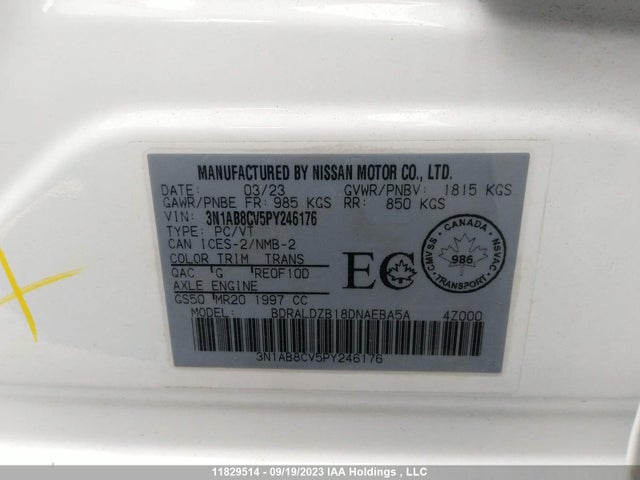 MANUFACTURED BY NISSAN MOTOR CO., LTD.
DATE: 03/23 GVWR/PNBV: 1815 KGS
GAWR/PNBE FR: 985 KGS RR: 850 KGS
VIN: 3N1AB8CV5PY246176
TYPE: PC/VT
CAN ICES-2/NMB-2
COLOR TRIM TRANS
QAC G RE0F10D
AXLE ENGINE
GS50 MR20 1997 CC
MODEL: BDRALDZB18DNAEBA5A 4Z000
EC
CANADA
CMVSS NSVAC
986
TRANSPORT
3N1AB8CV5PY246176
11829514 - 09/19/2023 IAA Holdings , LLC